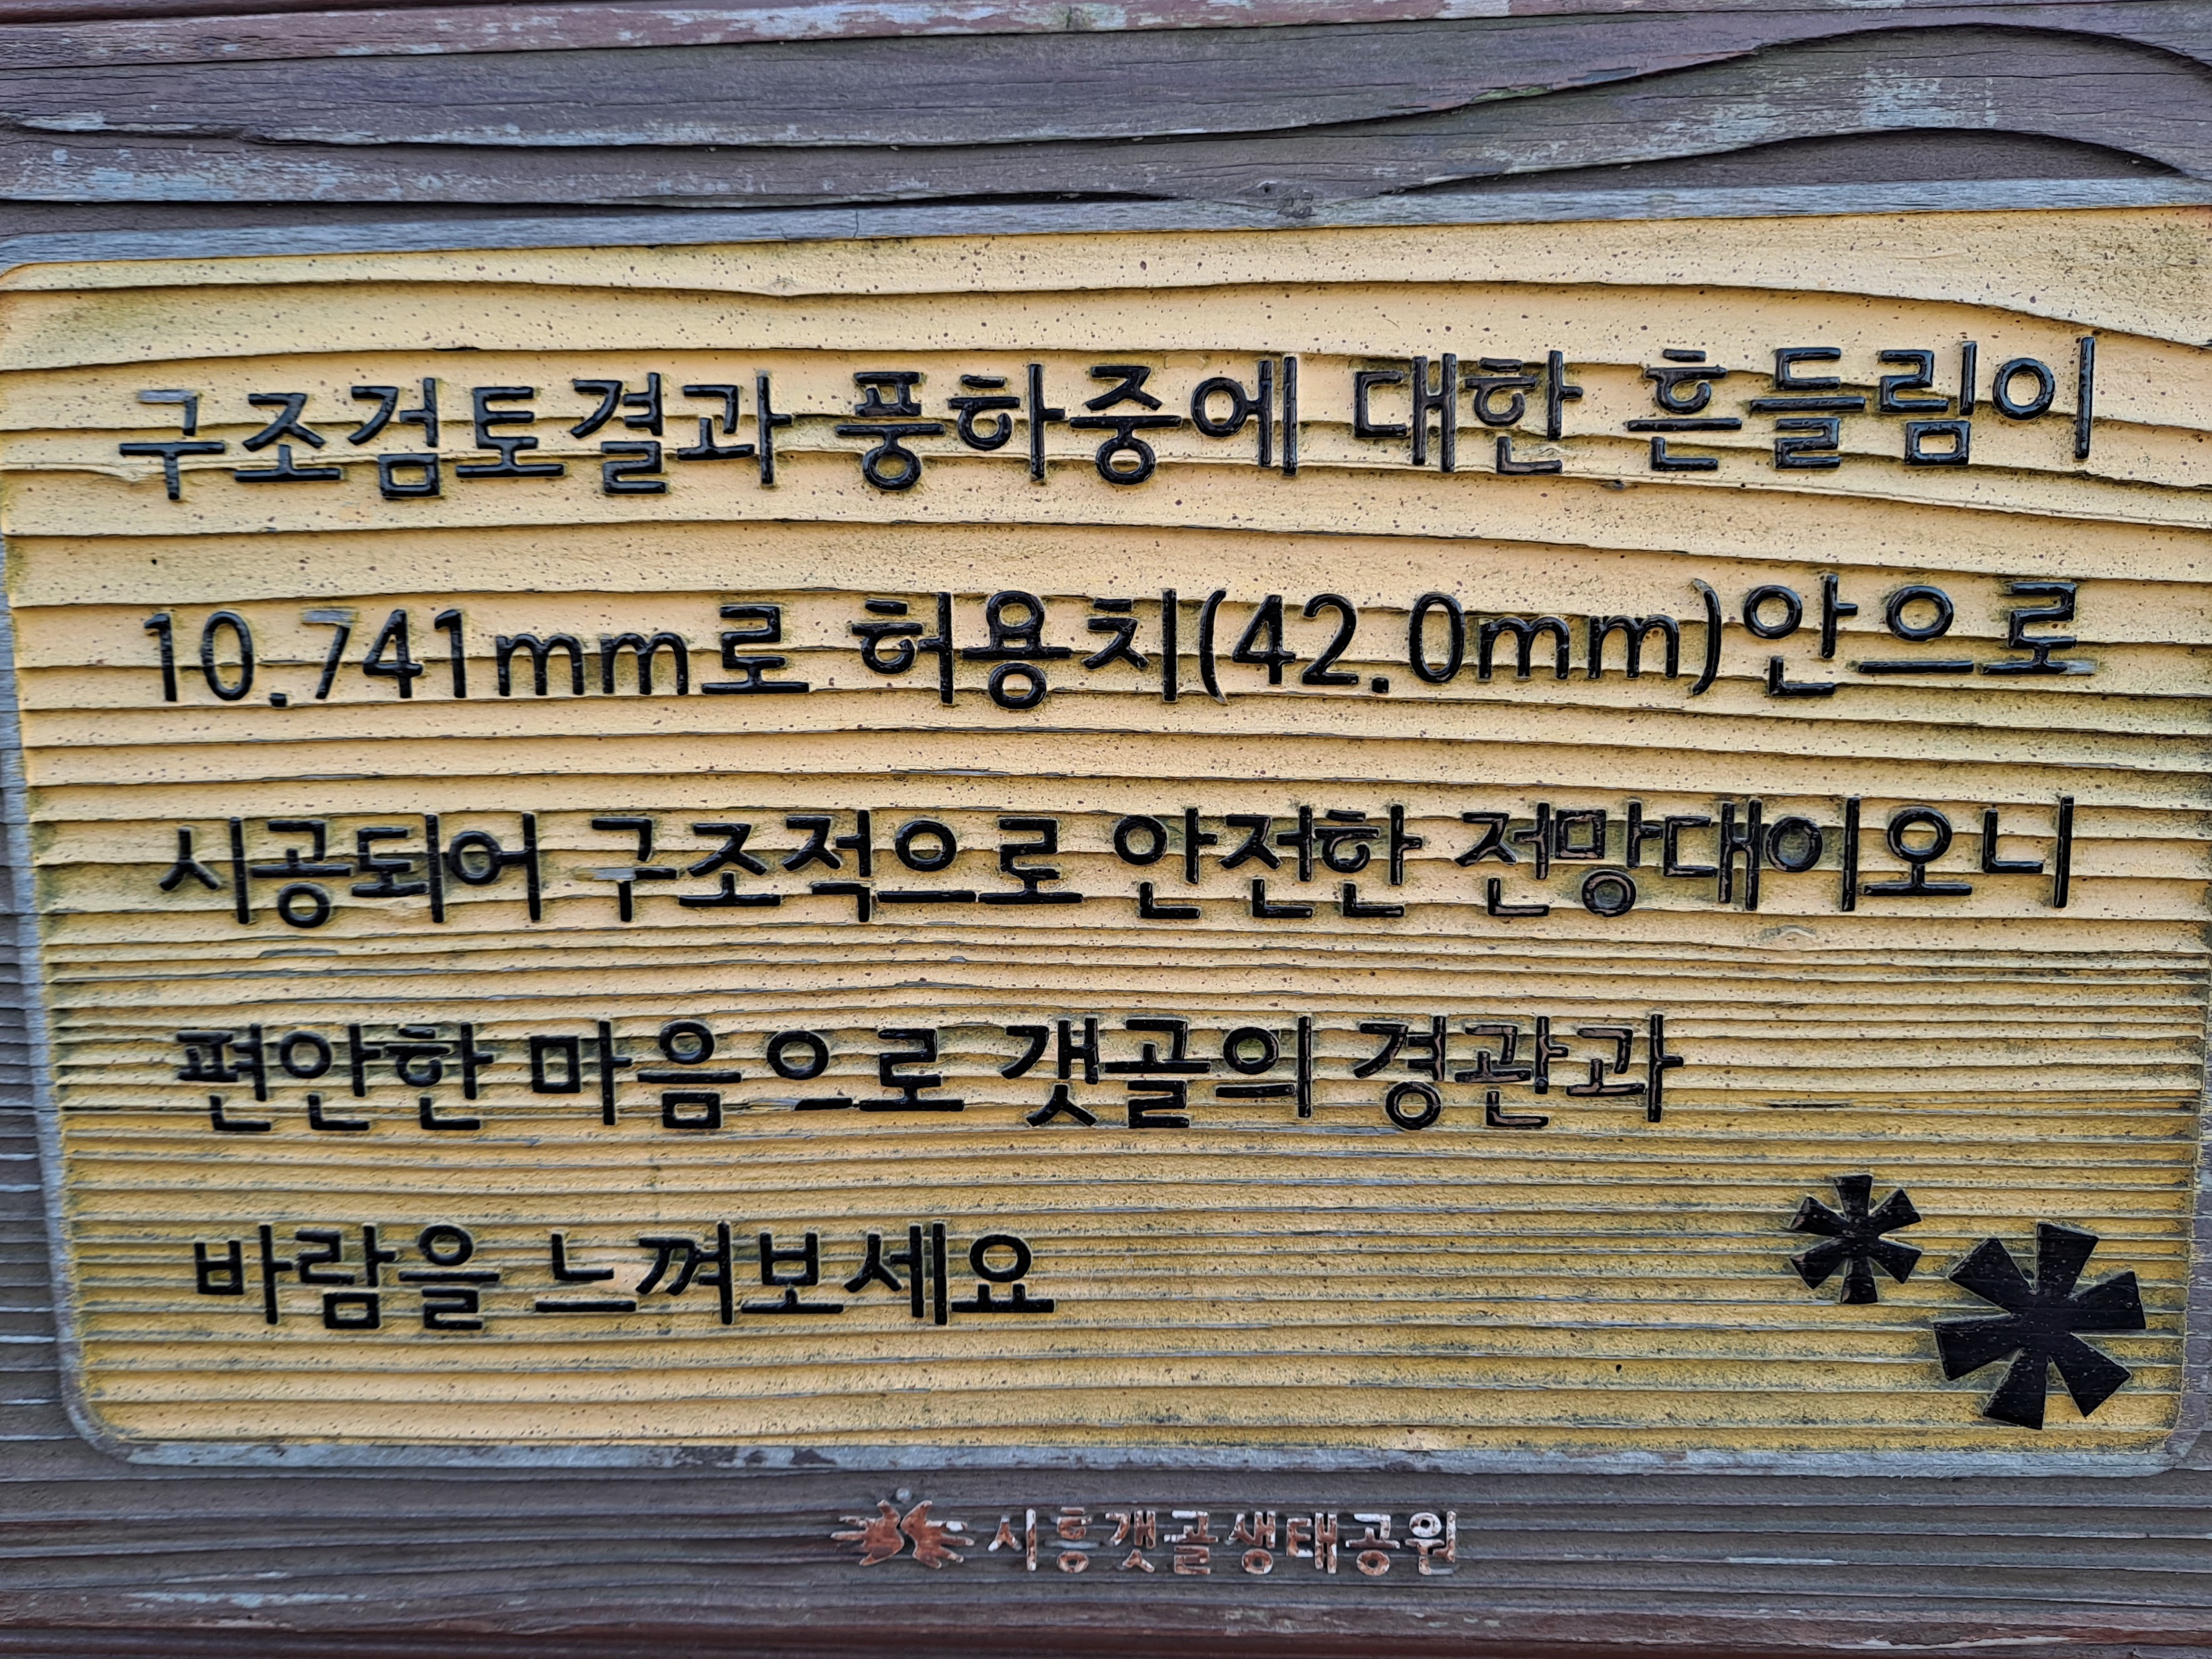 구조검토결과 풍하중에 대한 흔들림이
10.741mm로 허용치(42.0mm)안으로
시공되어 구조적으로 안전한 전망대이오니
편안한 마음으로 갯골의 경관과
바람을 느껴보세요
시흥갯골생태공원